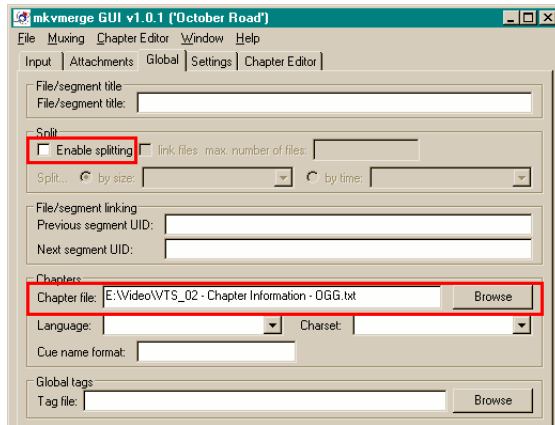 mkvmerge GUI v1.0.1 ('October Road')
File Muxing Chapter Editor Window Help
Input Attachments Global Settings Chapter Editor
File/segment title
File/segment title:
Split
Enable splitting link files max. number of files:
Split... by size: by time:
File/segment linking
Previous segment UID:
Next segment UID:
Chapters
Chapter file: E:\Video\VTS_02 - Chapter Information - OGG.txt Browse
Language: Charset:
Cue name format:
Global tags
Tag file: Browse